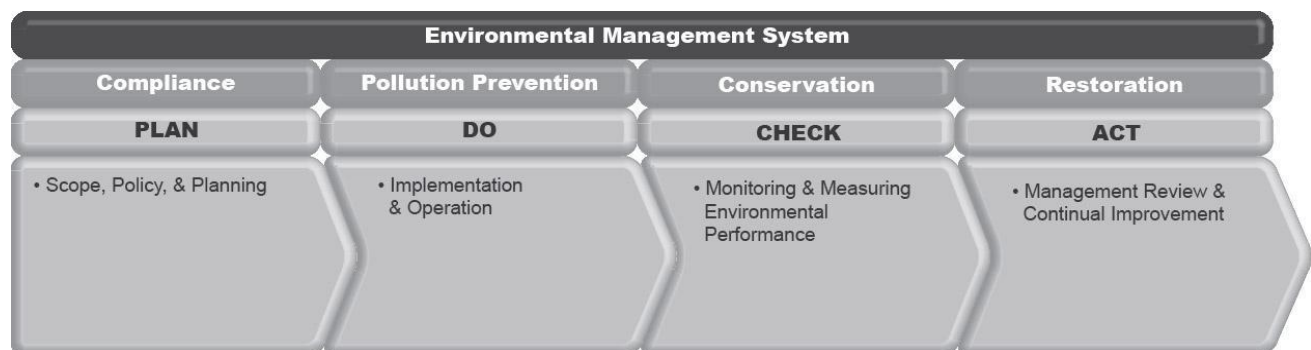 Environmental Management System
Compliance
Pollution Prevention
Conservation
Restoration
PLAN
DO
CHECK
ACT
• Scope, Policy, & Planning
• Implementation
& Operation
• Monitoring & Measuring
Environmental
Performance
• Management Review &
Continual Improvement